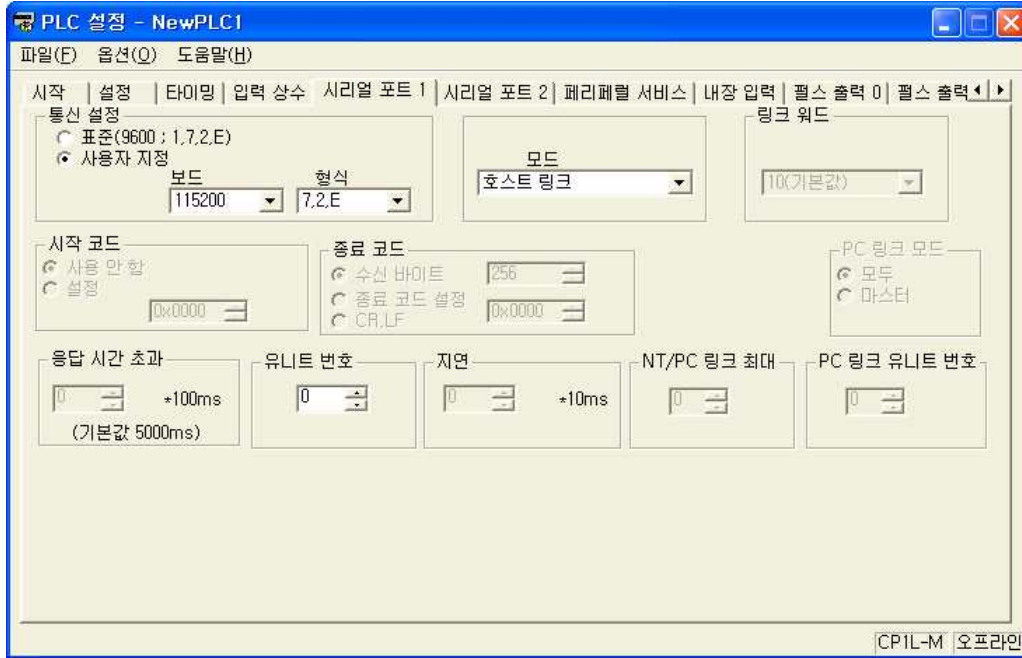 PLC 설정 - NewPLC1
파일(F) 옵션(O) 도움말(H)
시작 설정 타이밍 입력 상수 시리얼 포트 1 시리얼 포트 2 페리페럴 서비스 내장 입력 펄스 출력 0 펄스 출력
통신 설정
표준(9600 ; 1,7,2,E)
사용자 지정
보드 형식
115200 7,2,E
모드
호스트 링크
링크 워드
10(기본값)
시작 코드
사용 안 함
설정
0x0000
종료 코드
수신 바이트 256
종료 코드 설정 0x0000
CR,LF
PC 링크 모드
모두
마스터
응답 시간 초과
0 *100ms
(기본값 5000ms)
유니트 번호
0
지연
0 *10ms
NT/PC 링크 최대
0
PC 링크 유니트 번호
0
CP1L-M 오프라인